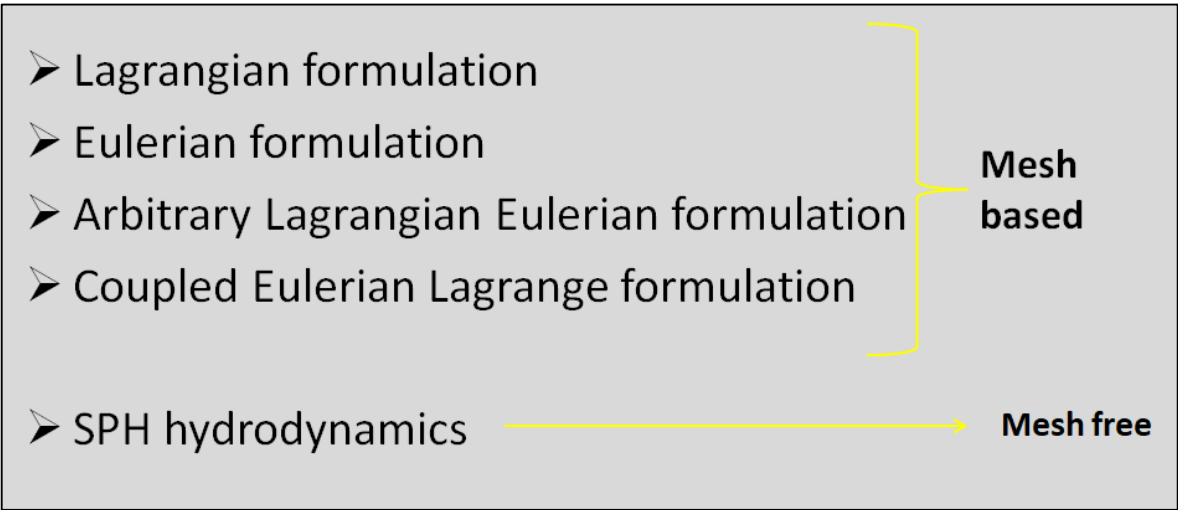 ➢ Lagrangian formulation
➢ Eulerian formulation
➢ Arbitrary Lagrangian Eulerian formulation
➢ Coupled Eulerian Lagrange formulation
Mesh
based
➢ SPH hydrodynamics
Mesh free